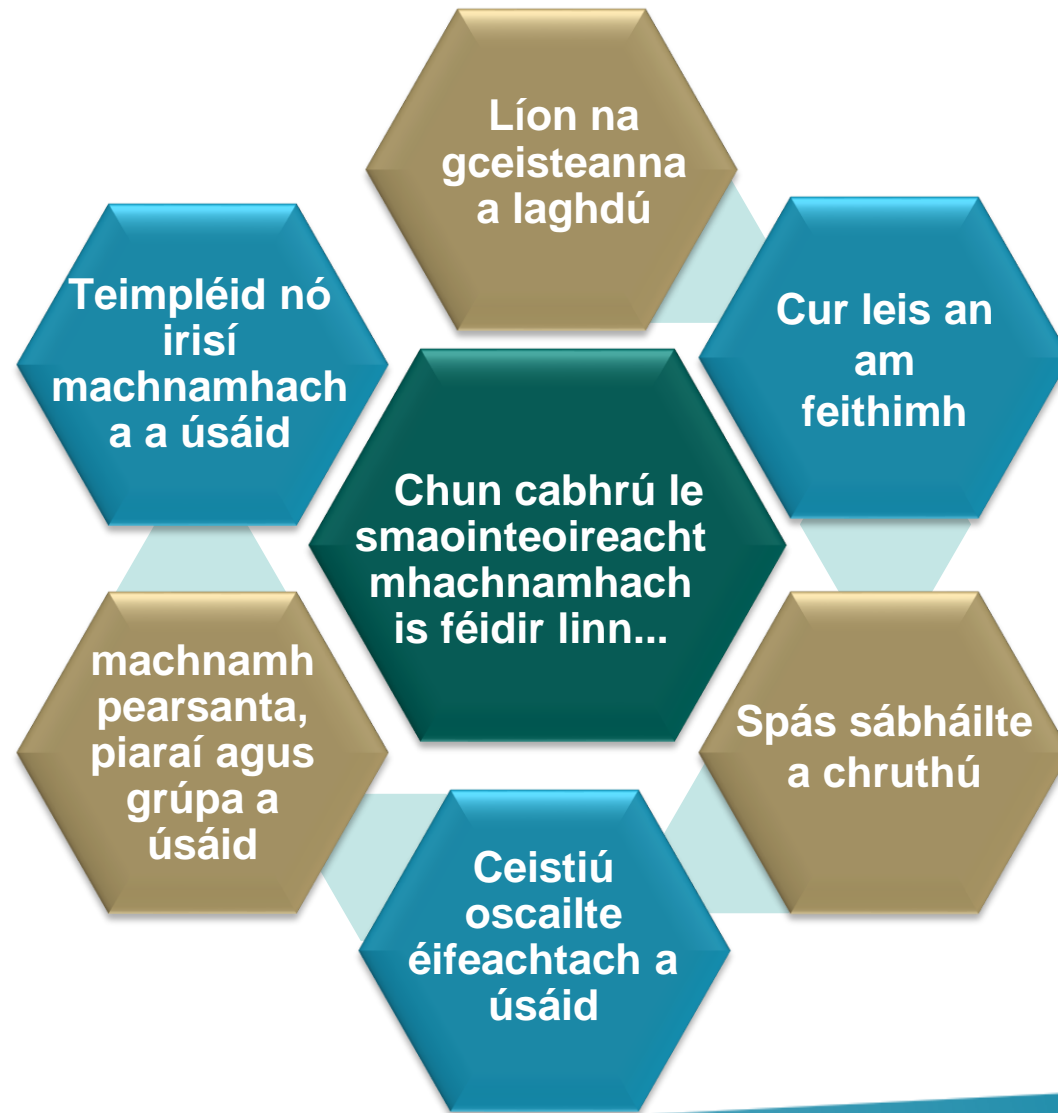 Líon na
gceisteanna
a laghdú
Cur leis an
am
feithimh
Spás sábháilte
a chruthú
Ceistiú
oscailte
éifeachtach a
úsáid
machnamh
pearsanta,
piaraí agus
grúpa a
úsáid
Teimpléid nó
irisí
machnamhach
a a úsáid
Chun cabhrú le
smaointeoireacht
mhachnamhach
is féidir linn...